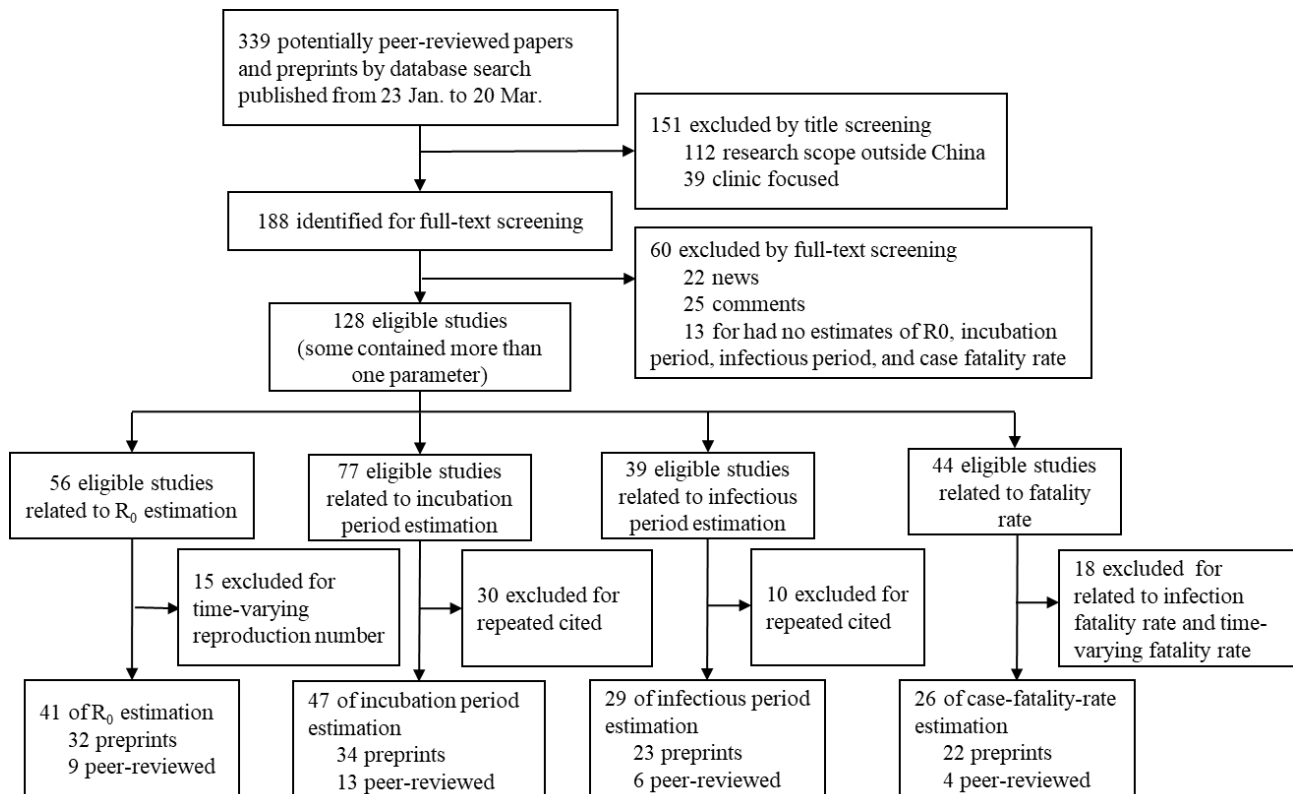 339 potentially peer-reviewed papers
and preprints by database search
published from 23 Jan. to 20 Mar.
151 excluded by title screening
112 research scope outside China
39 clinic focused
188 identified for full-text screening
60 excluded by full-text screening
22 news
25 comments
13 for had no estimates of R0, incubation
period, infectious period, and case fatality rate
128 eligible studies
(some contained more than
one parameter)
56 eligible studies
related to R₀ estimation
77 eligible studies
related to incubation
period estimation
39 eligible studies
related to infectious
period estimation
44 eligible studies
related to fatality
rate
15 excluded for
time-varying
reproduction number
30 excluded for
repeated cited
10 excluded for
repeated cited
18 excluded for
related to infection
fatality rate and time-
varying fatality rate
41 of R₀ estimation
32 preprints
9 peer-reviewed
47 of incubation period
estimation
34 preprints
13 peer-reviewed
29 of infectious period
estimation
23 preprints
6 peer-reviewed
26 of case-fatality-rate
estimation
22 preprints
4 peer-reviewed